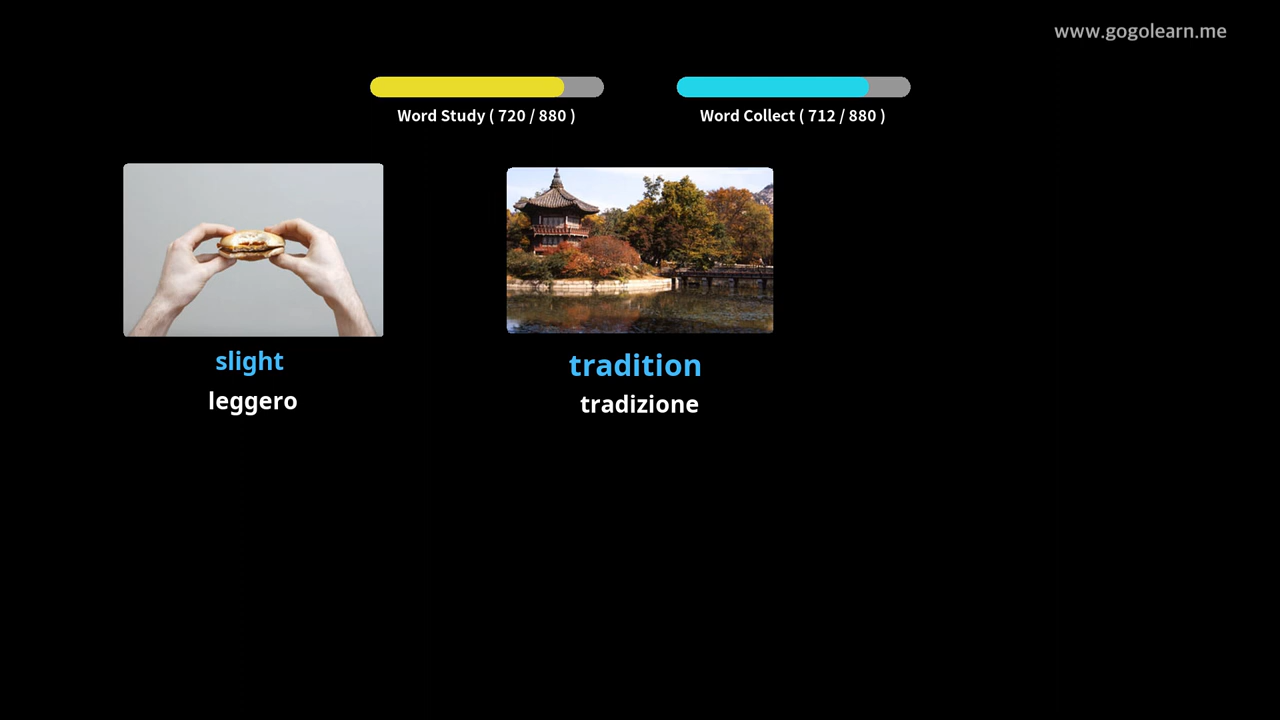 www.gogolearn.me
Word Study ( 720 / 880 )
Word Collect ( 712 / 880 )
slight
leggero
tradition
tradizione